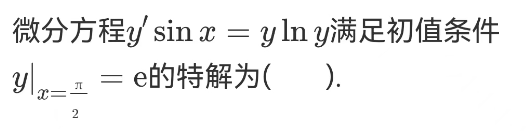 微分方程y′ sin x = y ln y满足初值条件
y|ₓ₌π⁄₂ = e的特解为(  ).